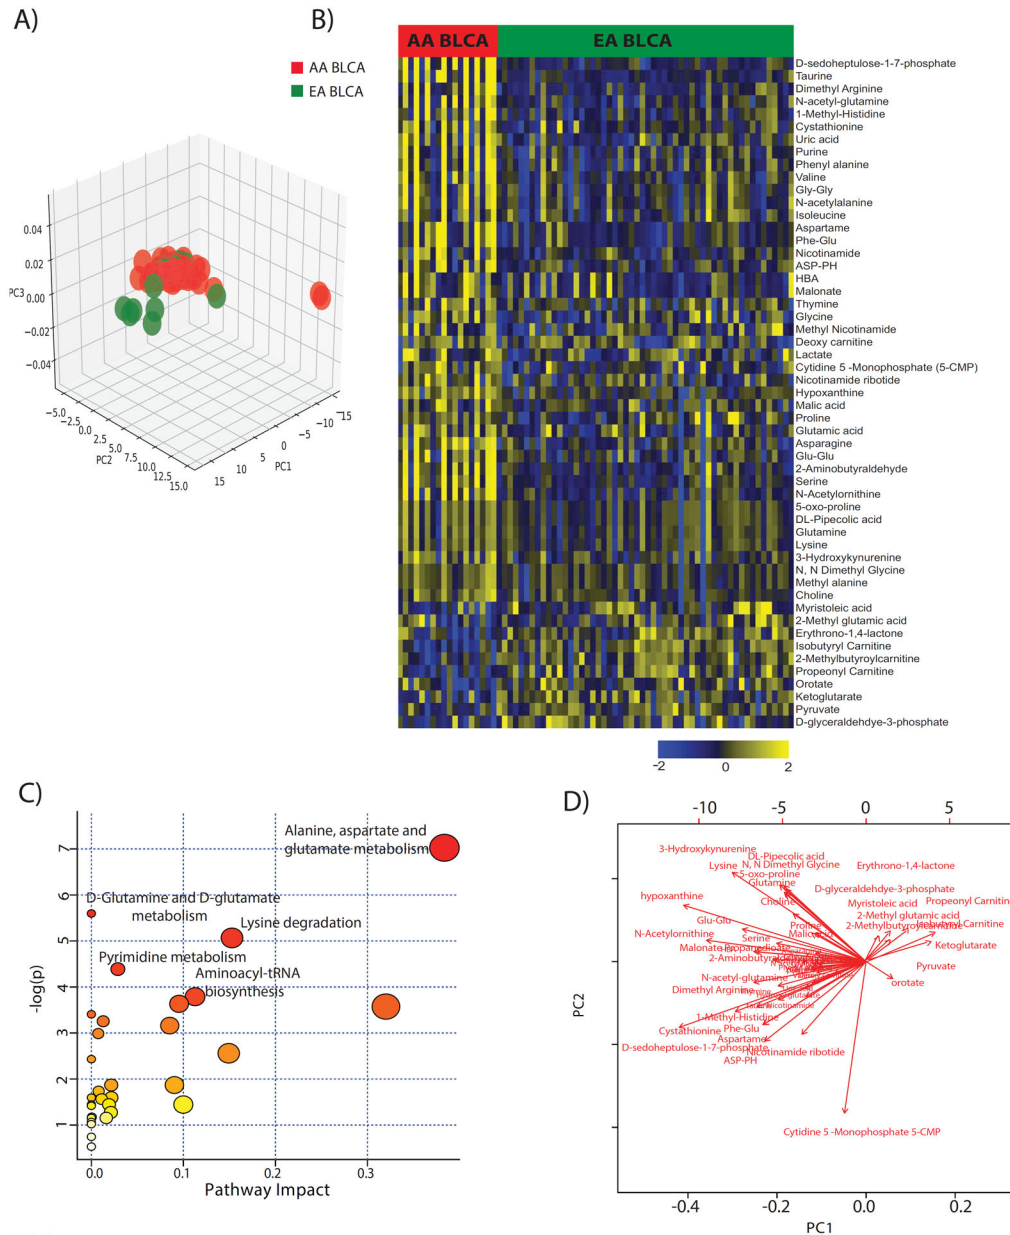 A)
B)
AA BLCA
EA BLCA
AA BLCA
EA BLCA
D-sedoheptulose-1-7-phosphate
Taurine
Dimethyl Arginine
N-acetyl-glutamine
1-Methyl-Histidine
Cystathionine
Uric acid
Purine
Phenyl alanine
Valine
Gly-Gly
N-acetylalanine
Isoleucine
Aspartame
Phe-Glu
Nicotinamide
ASP-PH
HBA
Malonate
Thymine
Glycine
Methyl Nicotinamide
Deoxy carnitine
Lactate
Cytidine 5 -Monophosphate (5-CMP)
Nicotinamide ribotide
Hypoxanthine
Malic acid
Proline
Glutamic acid
Asparagine
Glu-Glu
2-Aminobutyraldehyde
Serine
N-Acetylornithine
5-oxo-proline
DL-Pipecolic acid
Glutamine
Lysine
3-Hydroxykynurenine
N, N Dimethyl Glycine
Methyl alanine
Choline
Myristoleic acid
2-Methyl glutamic acid
Erythrono-1,4-lactone
Isobutyryl Carnitine
2-Methylbutyroylcarnitine
Propeonyl Carnitine
Orotate
Ketoglutarate
Pyruvate
D-glyceraldehdye-3-phosphate
-2 0 2
0.04
0.02
PC3 0.00
−0.02
−0.04
−5.0
−2.5
0.0
2.5
5.0
7.5
10.0
12.5
15.0
PC2
15
10
5
0
−5
−10
−15
PC1
C)
Alanine, aspartate and
glutamate metabolism
D-Glutamine and D-glutamate
metabolism
Lysine degradation
Pyrimidine metabolism
Aminoacyl-tRNA
biosynthesis
-log(p)
7
6
5
4
3
2
1
0.0 0.1 0.2 0.3
Pathway Impact
D)
-10 -5 0 5
3-Hydroxykynurenine
DL-Pipecolic acid
Lysine
N, N Dimethyl Glycine
Erythrono-1,4-lactone
5-oxo-proline
Glutamine
D-glyceraldehdye-3-phosphate
hypoxanthine
Choline
Myristoleic acid
Propeonyl Carnitin
Glu-Glu
2-Methyl glutamic acid
Proline
2-Methylbutyroylcarnitine
Isobutyryl Carnitine
N-Acetylornithine
Serine
Malic acid
Malonate
Ketoglutarate
2-Aminobutyraldehyde
Pyruvate
N-acetyl-glutamine
orotate
Dimethyl Arginine
Nicotinamide
1-Methyl-Histidine
Cystathionine
Phe-Glu
Aspartame
D-sedoheptulose-1-7-phosphate
Nicotinamide ribotide
ASP-PH
Cytidine 5 -Monophosphate 5-CMP
PC2
-0.4 -0.2 0.0 0.2
PC1